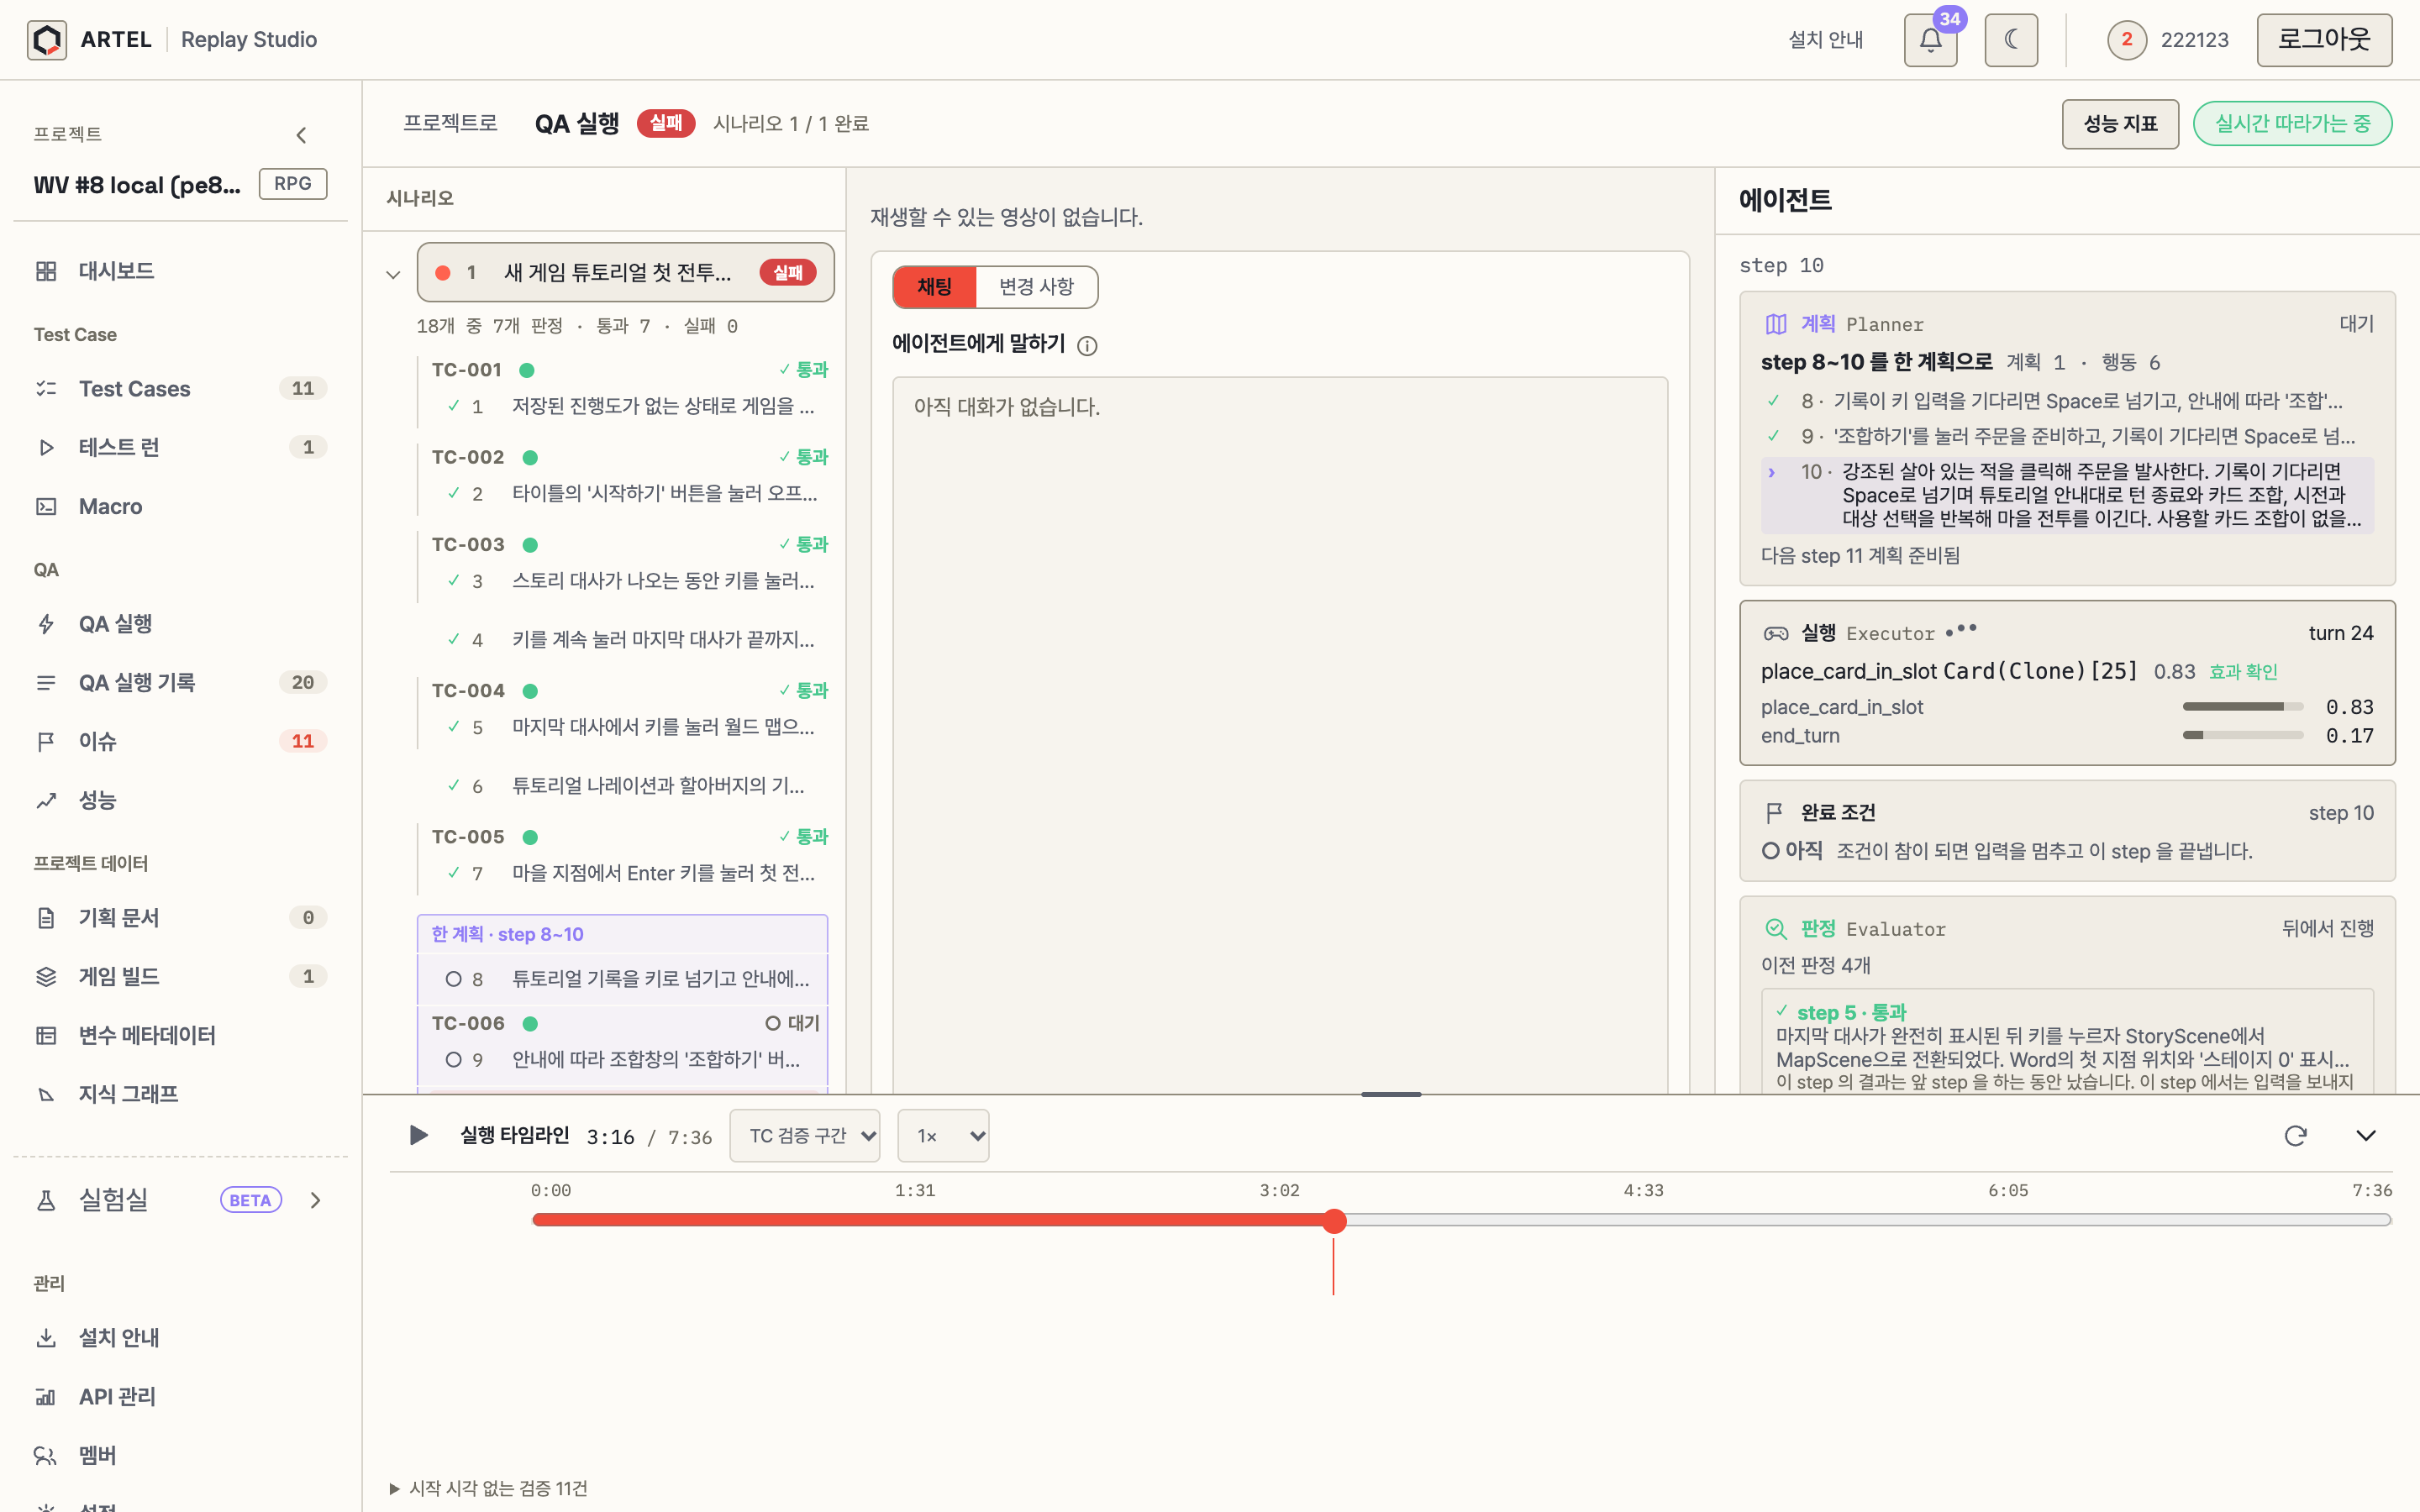 ARTEL
Replay Studio
설치 안내
34
2
222123
로그아웃
프로젝트
WV #8 local (pe8...
RPG
대시보드
Test Case
Test Cases
11
테스트 런
1
Macro
QA
QA 실행
QA 실행 기록
20
이슈
11
성능
프로젝트 데이터
기획 문서
0
게임 빌드
1
변수 메타데이터
지식 그래프
실험실
BETA
관리
설치 안내
API 관리
멤버
프로젝트로
QA 실행
실패
시나리오 1 / 1 완료
성능 지표
실시간 따라가는 중
시나리오
1
새 게임 튜토리얼 첫 전투...
실패
18개 중 7개 판정 · 통과 7 · 실패 0
TC-001
✓ 통과
✓ 1 저장된 진행도가 없는 상태로 게임을 ...
TC-002
✓ 통과
✓ 2 타이틀의 '시작하기' 버튼을 눌러 오프...
TC-003
✓ 통과
✓ 3 스토리 대사가 나오는 동안 키를 눌러...
✓ 4 키를 계속 눌러 마지막 대사가 끝까지...
TC-004
✓ 통과
✓ 5 마지막 대사에서 키를 눌러 월드 맵으...
✓ 6 튜토리얼 나레이션과 할아버지의 기...
TC-005
✓ 통과
✓ 7 마을 지점에서 Enter 키를 눌러 첫 전...
한 계획 · step 8~10
8 튜토리얼 기록을 키로 넘기고 안내에...
TC-006
대기
9 안내에 따라 조합창의 '조합하기' 버...
재생할 수 있는 영상이 없습니다.
채팅
변경 사항
에이전트에게 말하기
아직 대화가 없습니다.
에이전트
step 10
계획 Planner
대기
step 8~10 를 한 계획으로 계획 1 · 행동 6
✓ 8 · 기록이 키 입력을 기다리면 Space로 넘기고, 안내에 따라 '조합'...
✓ 9 · '조합하기'를 눌러 주문을 준비하고, 기록이 기다리면 Space로 넘...
› 10 · 강조된 살아 있는 적을 클릭해 주문을 발사한다. 기록이 기다리면
Space로 넘기며 튜토리얼 안내대로 턴 종료와 카드 조합, 시전과
대상 선택을 반복해 마을 전투를 이긴다. 사용할 카드 조합이 없을...
다음 step 11 계획 준비됨
실행 Executor
turn 24
place_card_in_slot Card(Clone)[25] 0.83 효과 확인
place_card_in_slot
0.83
end_turn
0.17
완료 조건
step 10
아직 조건이 참이 되면 입력을 멈추고 이 step 을 끝냅니다.
판정 Evaluator
뒤에서 진행
이전 판정 4개
✓ step 5 · 통과
마지막 대사가 완전히 표시된 뒤 키를 누르자 StoryScene에서
MapScene으로 전환되었다. Word의 첫 지점 위치와 '스테이지 0' 표시...
이 step 의 결과는 앞 step 을 하는 동안 났습니다. 이 step 에서는 입력을 보내지
실행 타임라인
3:16 / 7:36
TC 검증 구간
1×
0:00
1:31
3:02
4:33
6:05
7:36
▶ 시작 시각 없는 검증 11건